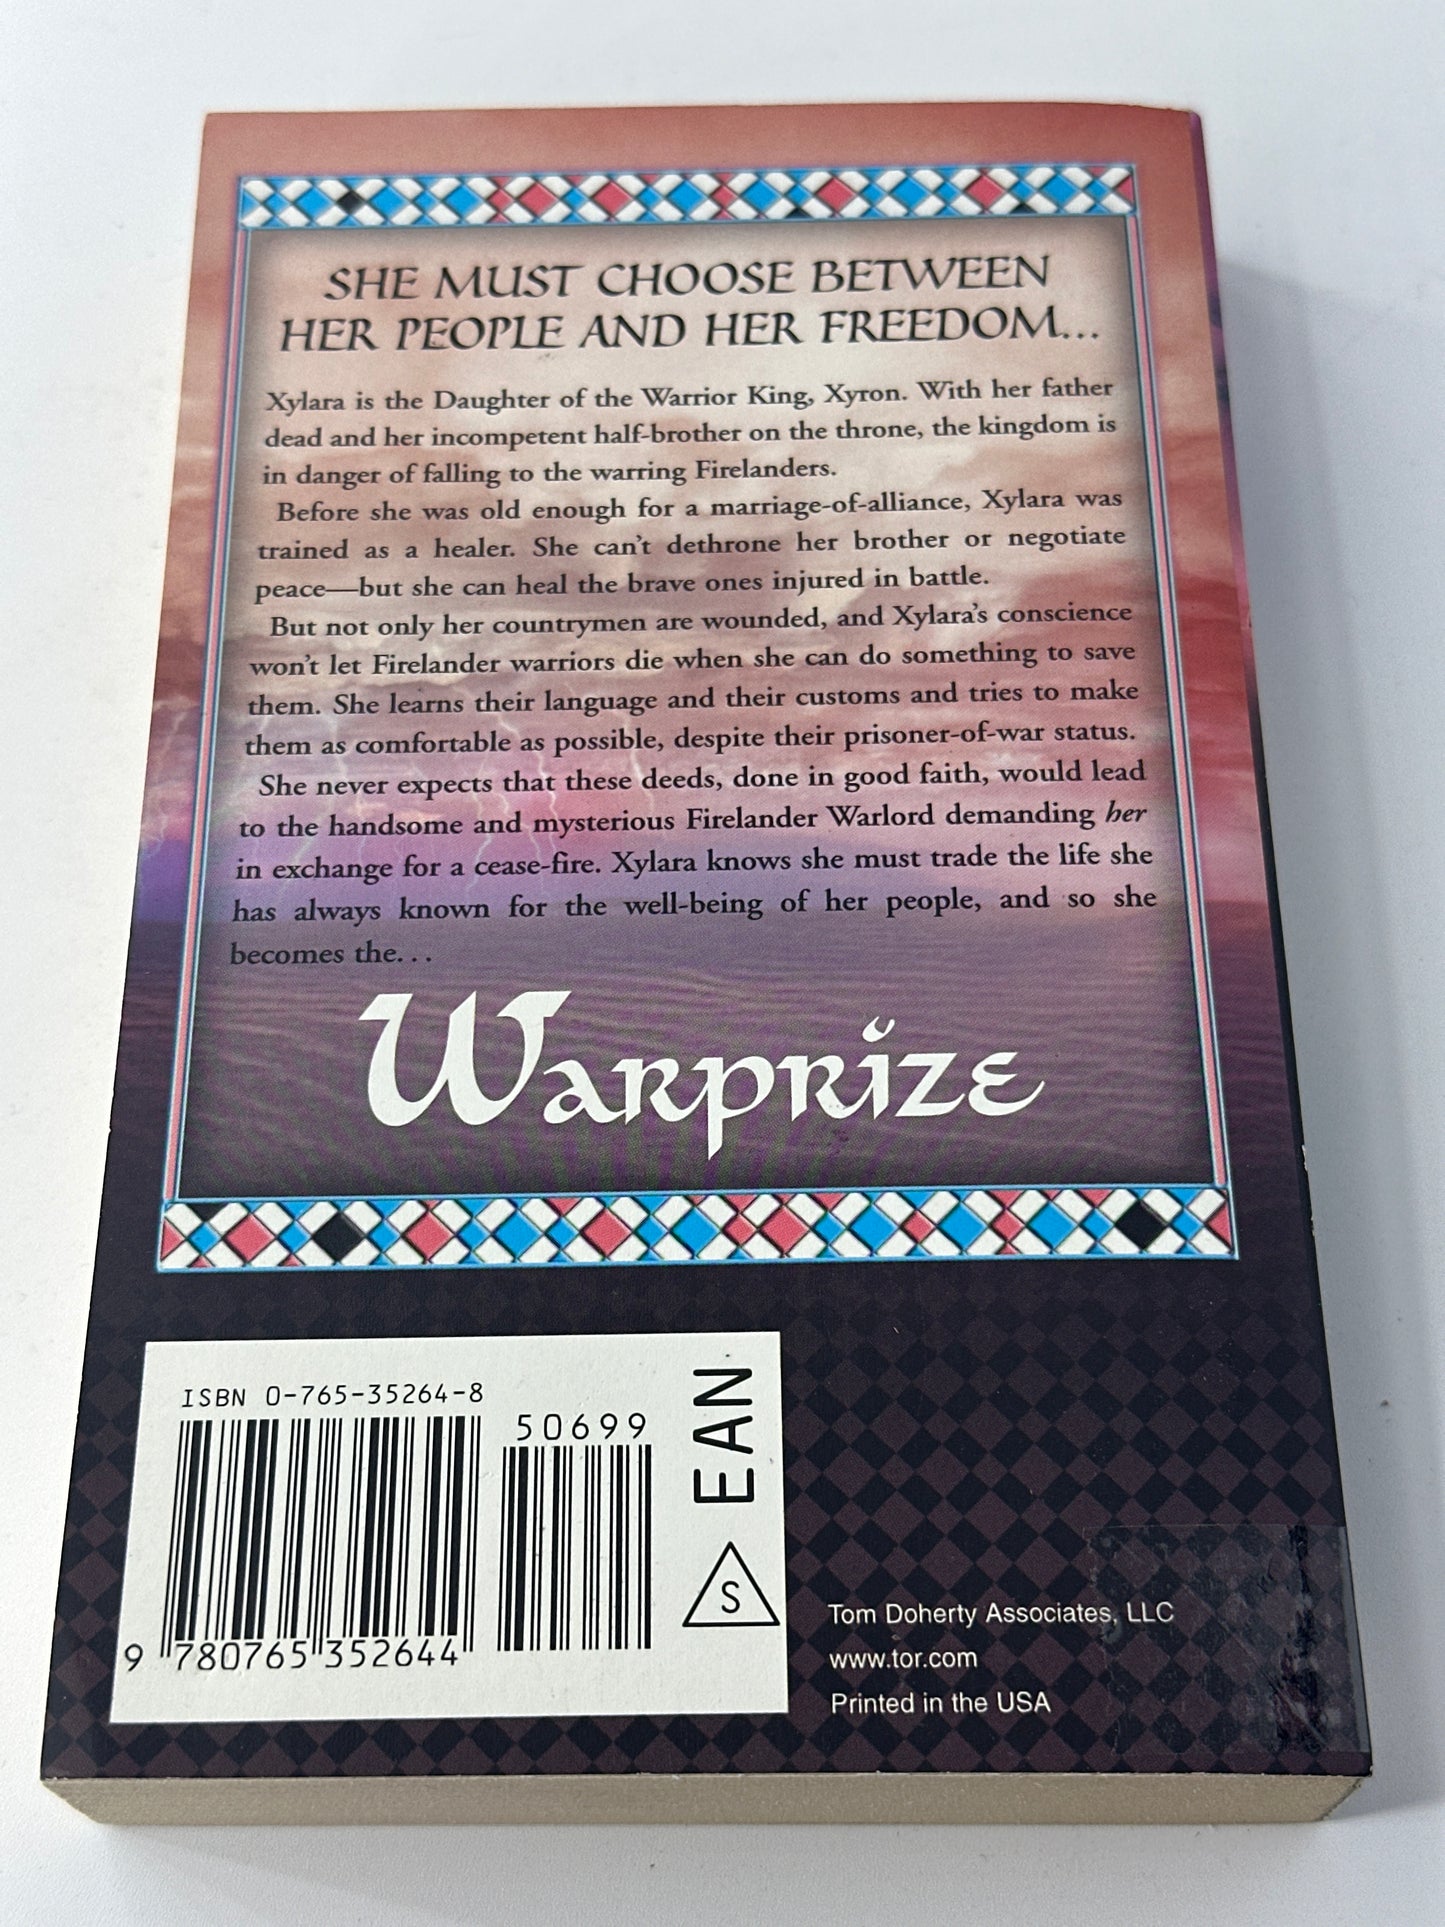 SHE MUST CHOOSE BETWEEN
HER PEOPLE AND HER FREEDOM...
Xylara is the Daughter of the Warrior King, Xyron. With her father
dead and her incompetent half-brother on the throne, the kingdom is
in danger of falling to the warring Firelanders.
Before she was old enough for a marriage-of-alliance, Xylara was
trained as a healer. She can't dethrone her brother or negotiate
peace—but she can heal the brave ones injured in battle.
But not only her countrymen are wounded, and Xylara's conscience
won't let Firelander warriors die when she can do something to save
them. She learns their language and their customs and tries to make
them as comfortable as possible, despite their prisoner-of-war status.
She never expects that these deeds, done in good faith, would lead
to the handsome and mysterious Firelander Warlord demanding her
in exchange for a cease-fire. Xylara knows she must trade the life she
has always known for the well-being of her people, and so she
becomes the...
Warprize
ISBN 0-765-35264-8
50699
9 780765 352644
EAN
S
Tom Doherty Associates, LLC
www.tor.com
Printed in the USA